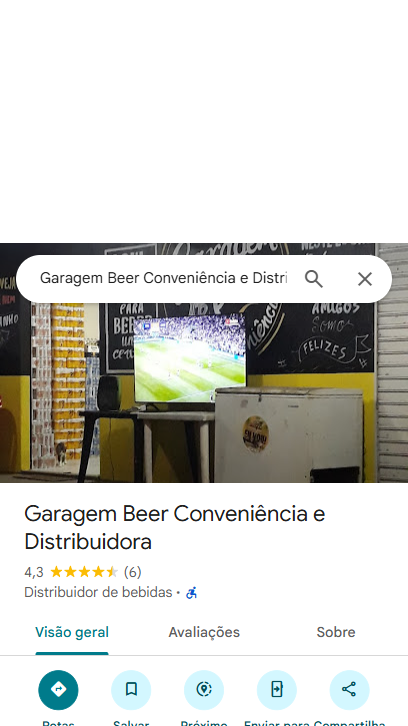 Garagem Beer Conveniência e Distri
PARA
BEBER
um
AMIGOS
Somos
FELIZES
Garagem Beer Conveniência e
Distribuidora
4,3 (6)
Distribuidor de bebidas ·
Visão geral
Avaliações
Sobre
Rotas
Salvar
Próximo
Enviar para
Compartilha